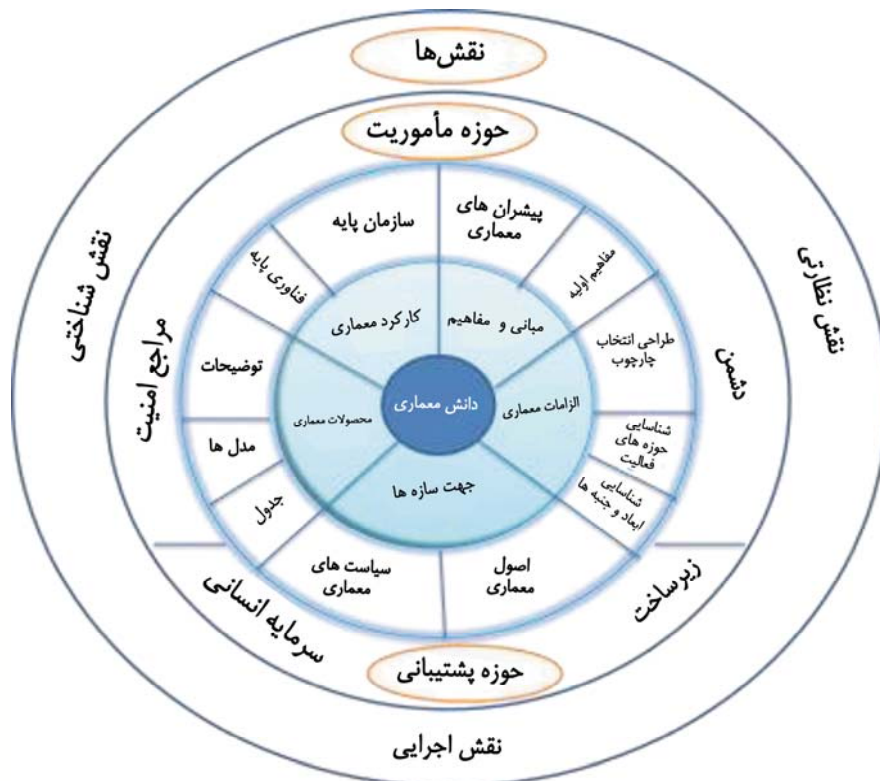 نقش‌ها
حوزه مأموریت
نقش شناختی
نقش نظارتی
نقش اجرایی
مراجع امنیت
دشمن
سرمایه انسانی
زیرساخت
حوزه پشتیبانی
پیشران های
معماری
مفاهیم اولیه
طراحی انتخاب
چارچوب
شناسایی
حوزه های
فعالیت
شناسایی
ابعاد و جنبه ها
اصول
معماری
سیاست های
معماری
جدول
مدل ها
توضیحات
فناوری پایه
سازمان پایه
مبانی و مفاهیم
الزامات معماری
جهت سازه ها
محصولات معماری
کارکرد معماری
دانش معماری